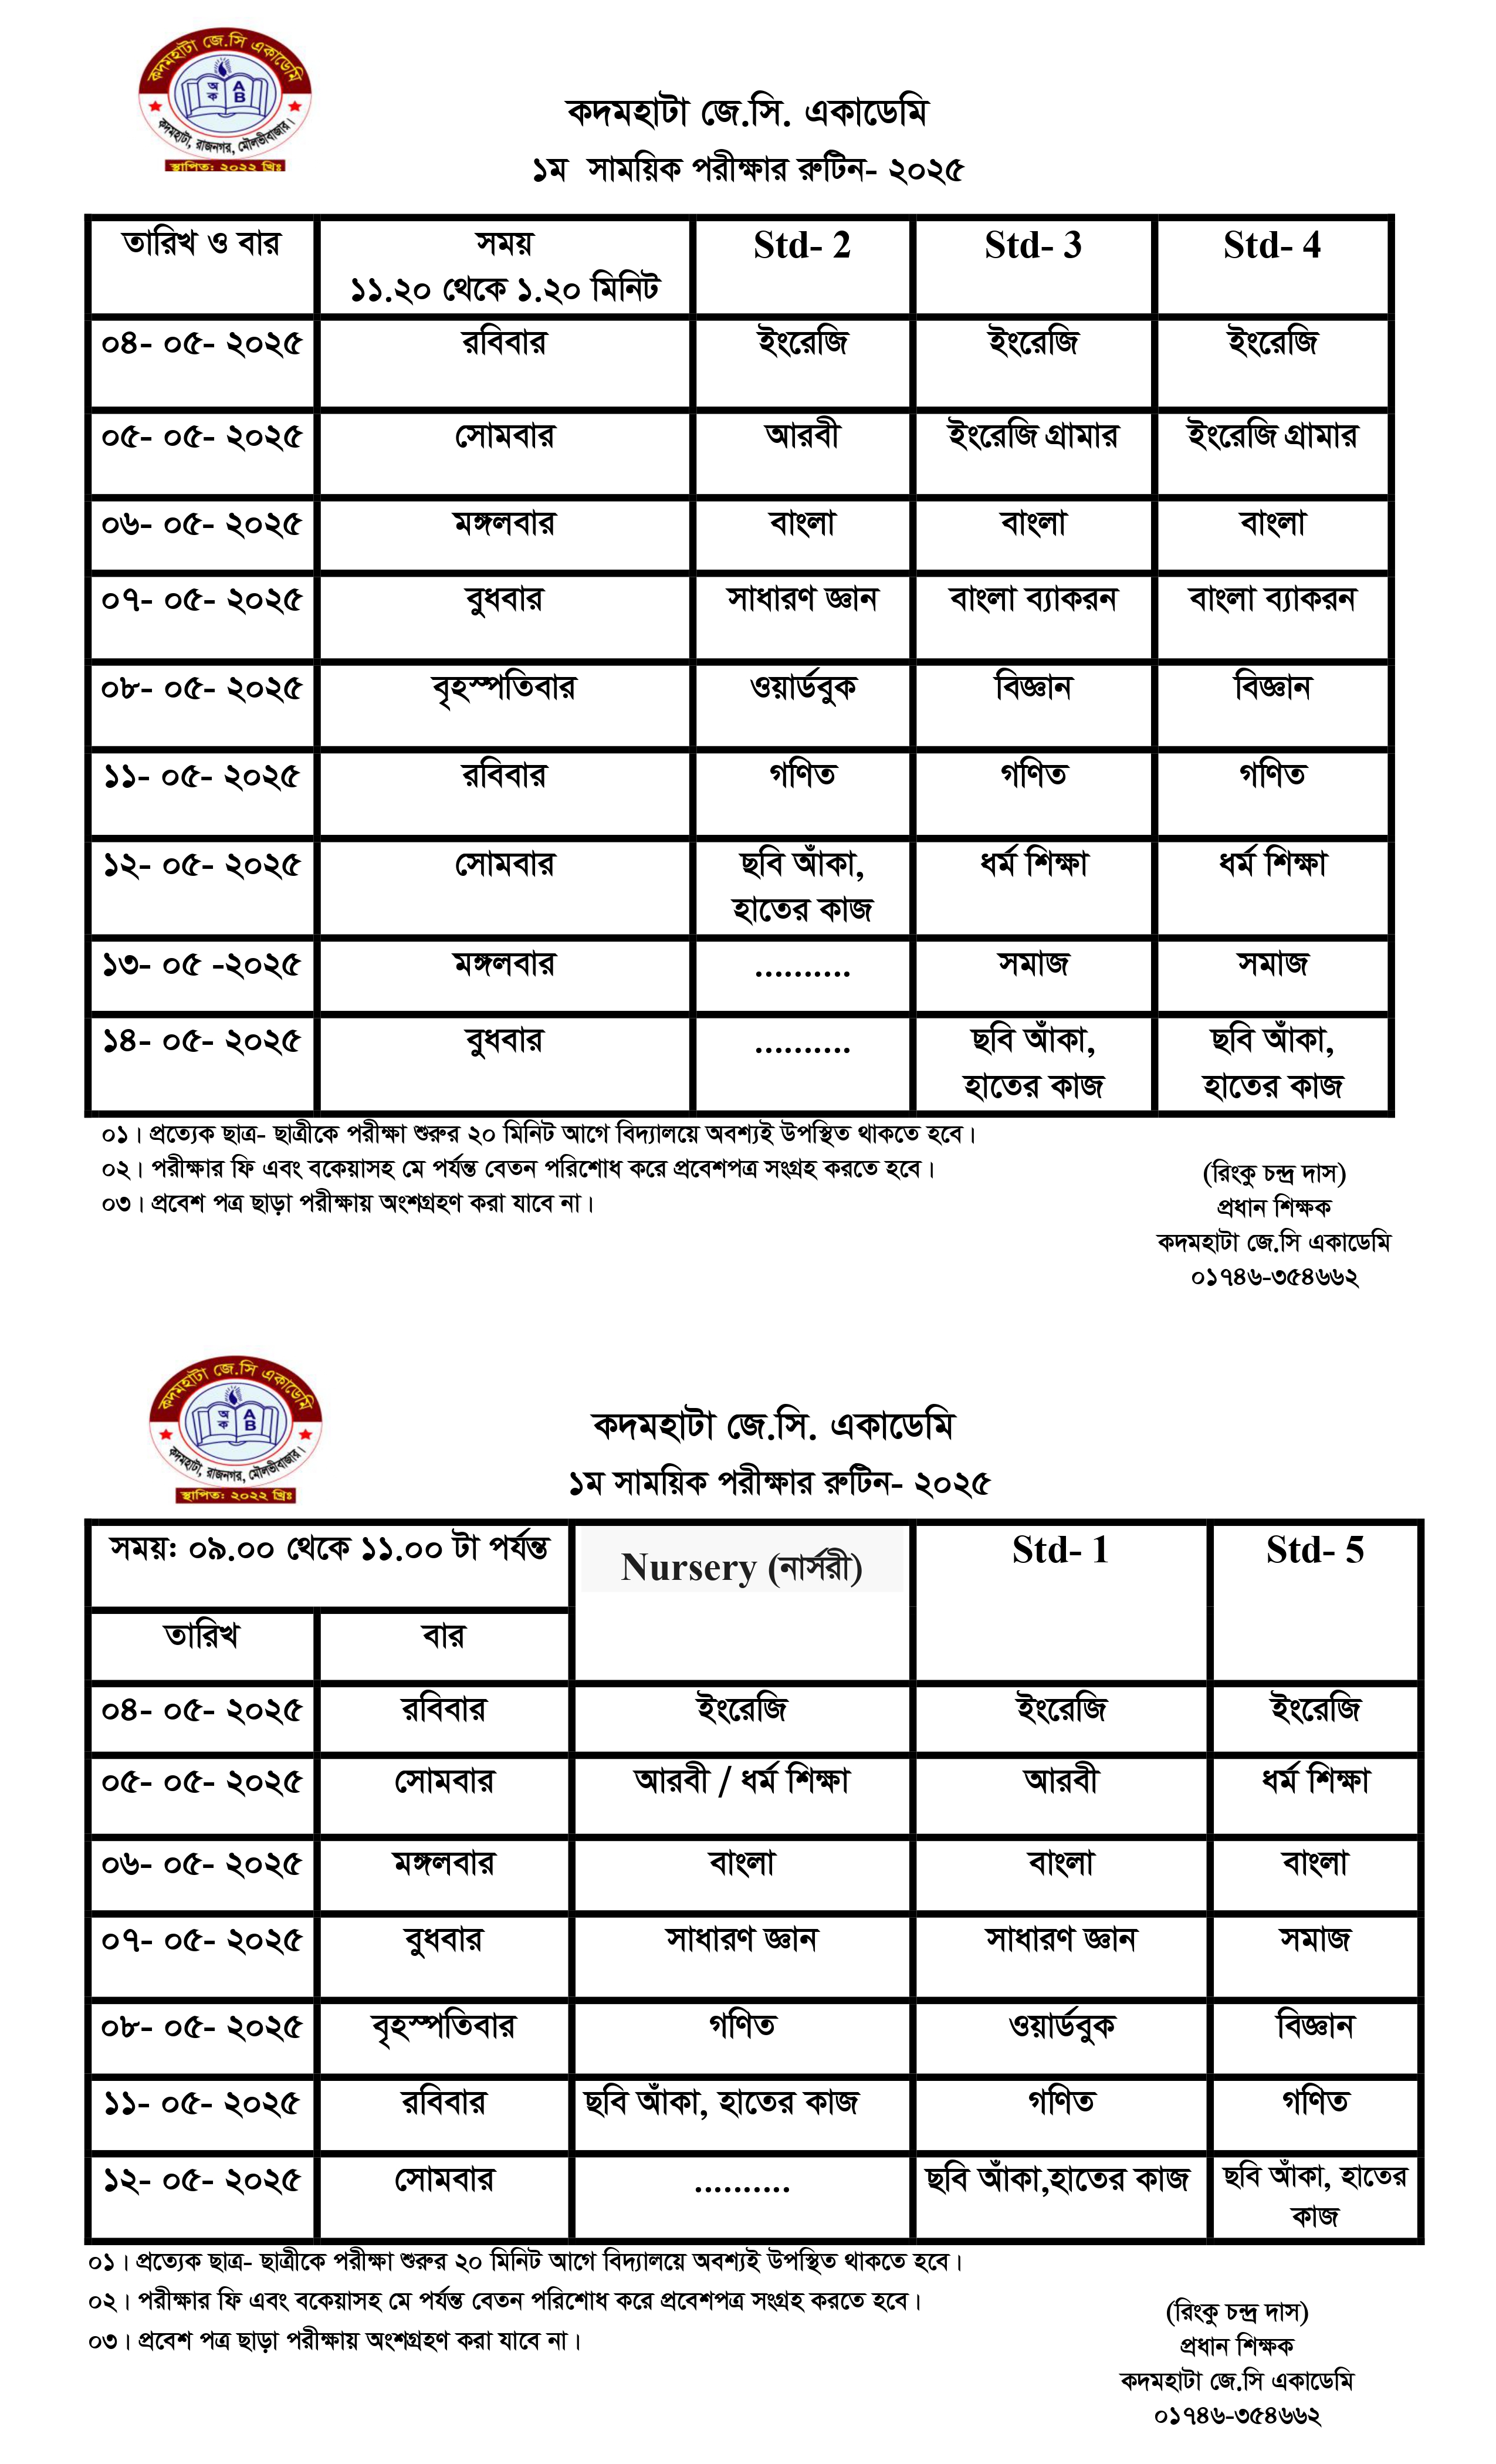 কদমহাটা জে.সি একাডেমি
অ AB
ক
কদমহাটা, রাজনগর, মৌলভীবাজার।
স্থাপিত: ২০২২ খ্রিঃ
কদমহাটা জে.সি. একাডেমি
১ম সাময়িক পরীক্ষার রুটিন- ২০২৫
তারিখ ও বার সময় Std- 2 Std- 3 Std- 4
১১.২০ থেকে ১.২০ মিনিট
০৪- ০৫- ২০২৫ রবিবার ইংরেজি ইংরেজি ইংরেজি
০৫- ০৫- ২০২৫ সোমবার আরবী ইংরেজি গ্রামার ইংরেজি গ্রামার
০৬- ০৫- ২০২৫ মঙ্গলবার বাংলা বাংলা বাংলা
০৭- ০৫- ২০২৫ বুধবার সাধারণ জ্ঞান বাংলা ব্যাকরন বাংলা ব্যাকরন
০৮- ০৫- ২০২৫ বৃহস্পতিবার ওয়ার্ডবুক বিজ্ঞান বিজ্ঞান
১১- ০৫- ২০২৫ রবিবার গণিত গণিত গণিত
১২- ০৫- ২০২৫ সোমবার ছবি আঁকা, ধর্ম শিক্ষা ধর্ম শিক্ষা
হাতের কাজ
১৩- ০৫ -২০২৫ মঙ্গলবার .......... সমাজ সমাজ
১৪- ০৫- ২০২৫ বুধবার .......... ছবি আঁকা, ছবি আঁকা,
হাতের কাজ হাতের কাজ
০১। প্রত্যেক ছাত্র- ছাত্রীকে পরীক্ষা শুরুর ২০ মিনিট আগে বিদ্যালয়ে অবশ্যই উপস্থিত থাকতে হবে।
০২। পরীক্ষার ফি এবং বকেয়াসহ মে পর্যন্ত বেতন পরিশোধ করে প্রবেশপত্র সংগ্রহ করতে হবে।
০৩। প্রবেশ পত্র ছাড়া পরীক্ষায় অংশগ্রহণ করা যাবে না।
(রিংকু চন্দ্র দাস)
প্রধান শিক্ষক
কদমহাটা জে.সি একাডেমি
০১৭৪৬-৩৫৪৬৬২
কদমহাটা জে.সি একাডেমি
অ AB
ক
কদমহাটা, রাজনগর, মৌলভীবাজার।
স্থাপিত: ২০২২ খ্রিঃ
কদমহাটা জে.সি. একাডেমি
১ম সাময়িক পরীক্ষার রুটিন- ২০২৫
সময়ঃ ০৯.০০ থেকে ১১.০০ টা পর্যন্ত Nursery (নার্সরী) Std- 1 Std- 5
তারিখ বার
০৪- ০৫- ২০২৫ রবিবার ইংরেজি ইংরেজি ইংরেজি
০৫- ০৫- ২০২৫ সোমবার আরবী / ধর্ম শিক্ষা আরবী ধর্ম শিক্ষা
০৬- ০৫- ২০২৫ মঙ্গলবার বাংলা বাংলা বাংলা
০৭- ০৫- ২০২৫ বুধবার সাধারণ জ্ঞান সাধারণ জ্ঞান সমাজ
০৮- ০৫- ২০২৫ বৃহস্পতিবার গণিত ওয়ার্ডবুক বিজ্ঞান
১১- ০৫- ২০২৫ রবিবার ছবি আঁকা, হাতের কাজ গণিত গণিত
১২- ০৫- ২০২৫ সোমবার .......... ছবি আঁকা,হাতের কাজ ছবি আঁকা, হাতের
কাজ
০১। প্রত্যেক ছাত্র- ছাত্রীকে পরীক্ষা শুরুর ২০ মিনিট আগে বিদ্যালয়ে অবশ্যই উপস্থিত থাকতে হবে।
০২। পরীক্ষার ফি এবং বকেয়াসহ মে পর্যন্ত বেতন পরিশোধ করে প্রবেশপত্র সংগ্রহ করতে হবে।
০৩। প্রবেশ পত্র ছাড়া পরীক্ষায় অংশগ্রহণ করা যাবে না।
(রিংকু চন্দ্র দাস)
প্রধান শিক্ষক
কদমহাটা জে.সি একাডেমি
০১৭৪৬-৩৫৪৬৬২